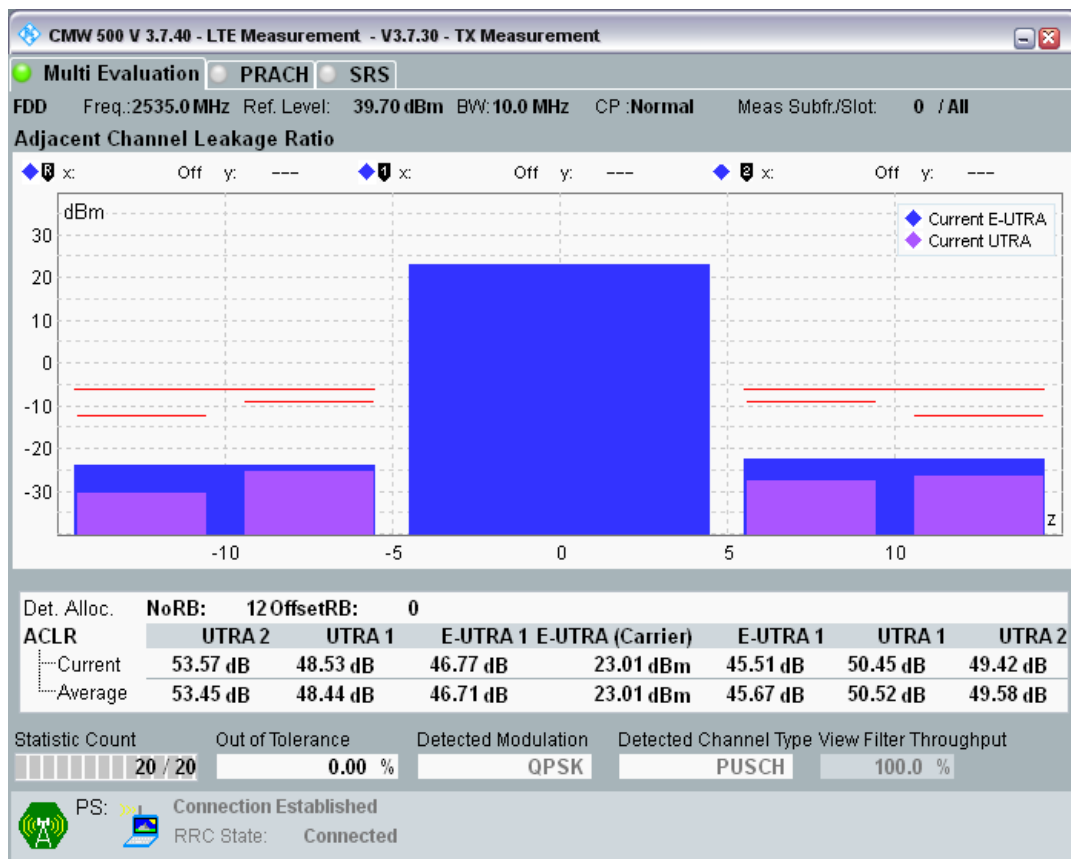 CMW 500 V 3.7.40 - LTE Measurement - V3.7.30 - TX Measurement
Multi Evaluation PRACH SRS
FDD Freq.:2535.0 MHz Ref. Level: 39.70 dBm BW:10.0 MHz CP :Normal Meas Subfr./Slot: 0 / All
Adjacent Channel Leakage Ratio
R x: Off y: --- 1 x: Off y: --- 2 x: Off y: ---
dBm
Current E-UTRA
Current UTRA
30
20
10
0
-10
-20
-30
z
-10 -5 0 5 10
Det. Alloc. NoRB: 12 OffsetRB: 0
ACLR UTRA 2 UTRA 1 E-UTRA 1 E-UTRA (Carrier) E-UTRA 1 UTRA 1 UTRA 2
Current 53.57 dB 48.53 dB 46.77 dB 23.01 dBm 45.51 dB 50.45 dB 49.42 dB
Average 53.45 dB 48.44 dB 46.71 dB 23.01 dBm 45.67 dB 50.52 dB 49.58 dB
Statistic Count Out of Tolerance Detected Modulation Detected Channel Type View Filter Throughput
20 / 20 0.00 % QPSK PUSCH 100.0 %
PS: Connection Established
RRC State: Connected